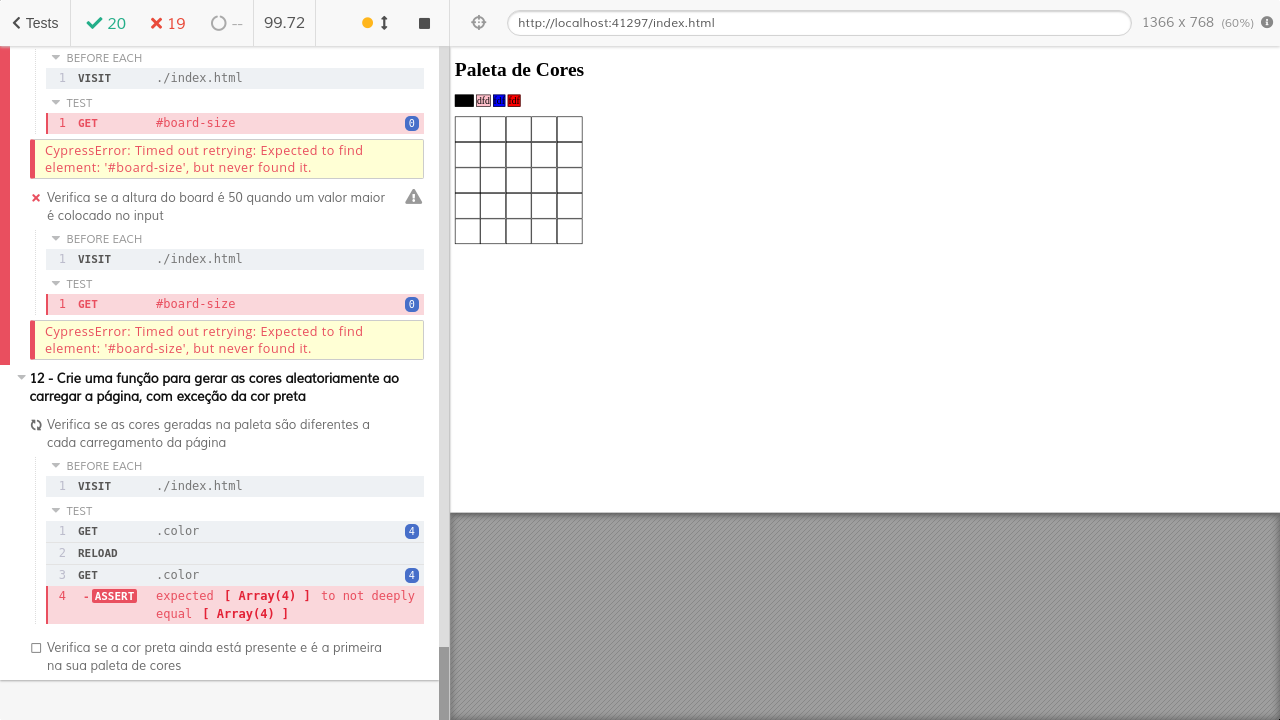 Tests
20
19
--
99.72
http://localhost:41297/index.html
1366 x 768 (60%)
BEFORE EACH
1 VISIT ./index.html
TEST
1 GET #board-size 0
CypressError: Timed out retrying: Expected to find
element: '#board-size', but never found it.
Verifica se a altura do board é 50 quando um valor maior
é colocado no input
BEFORE EACH
1 VISIT ./index.html
TEST
1 GET #board-size 0
CypressError: Timed out retrying: Expected to find
element: '#board-size', but never found it.
12 - Crie uma função para gerar as cores aleatoriamente ao
carregar a página, com exceção da cor preta
Verifica se as cores geradas na paleta são diferentes a
cada carregamento da página
BEFORE EACH
1 VISIT ./index.html
TEST
1 GET .color 4
2 RELOAD
3 GET .color 4
4 -ASSERT expected [ Array(4) ] to not deeply
equal [ Array(4) ]
Verifica se a cor preta ainda está presente e é a primeira
na sua paleta de cores
Paleta de Cores
dfd